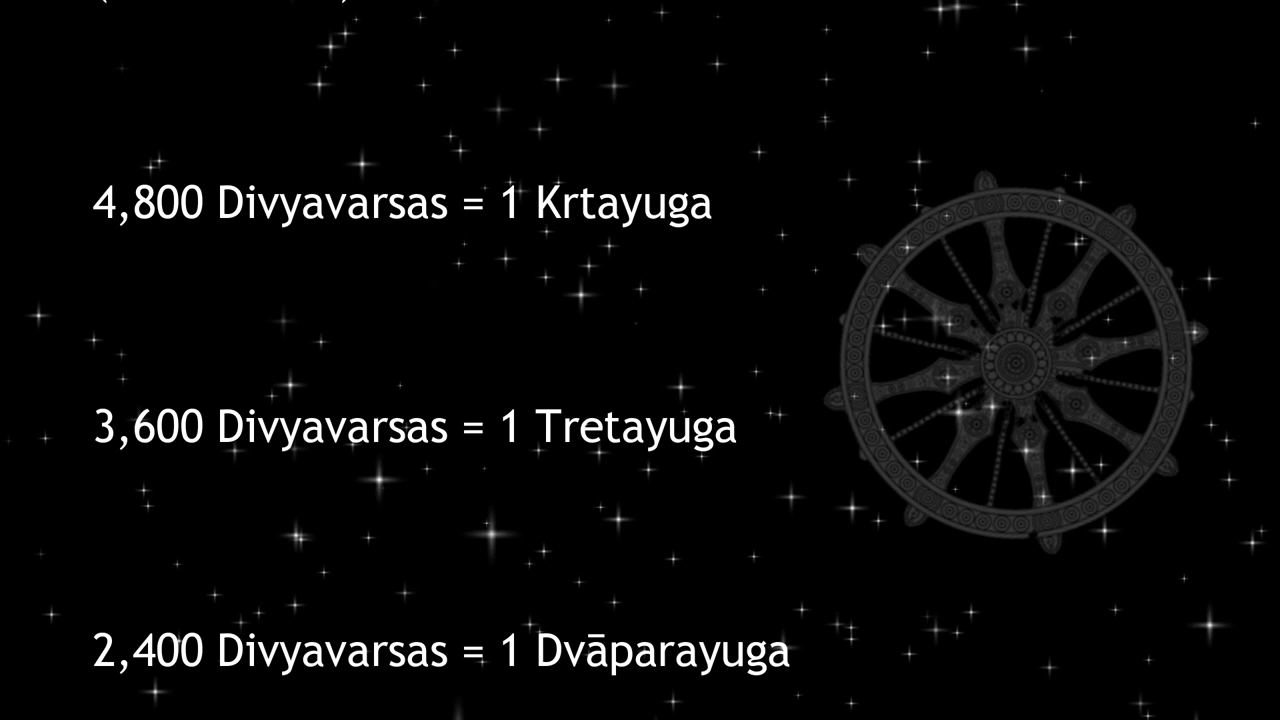 4,800 Divyavarsas = 1 Krtayuga
3,600 Divyavarsas = 1 Tretayuga
2,400 Divyavarsas = 1 Dvāparayuga